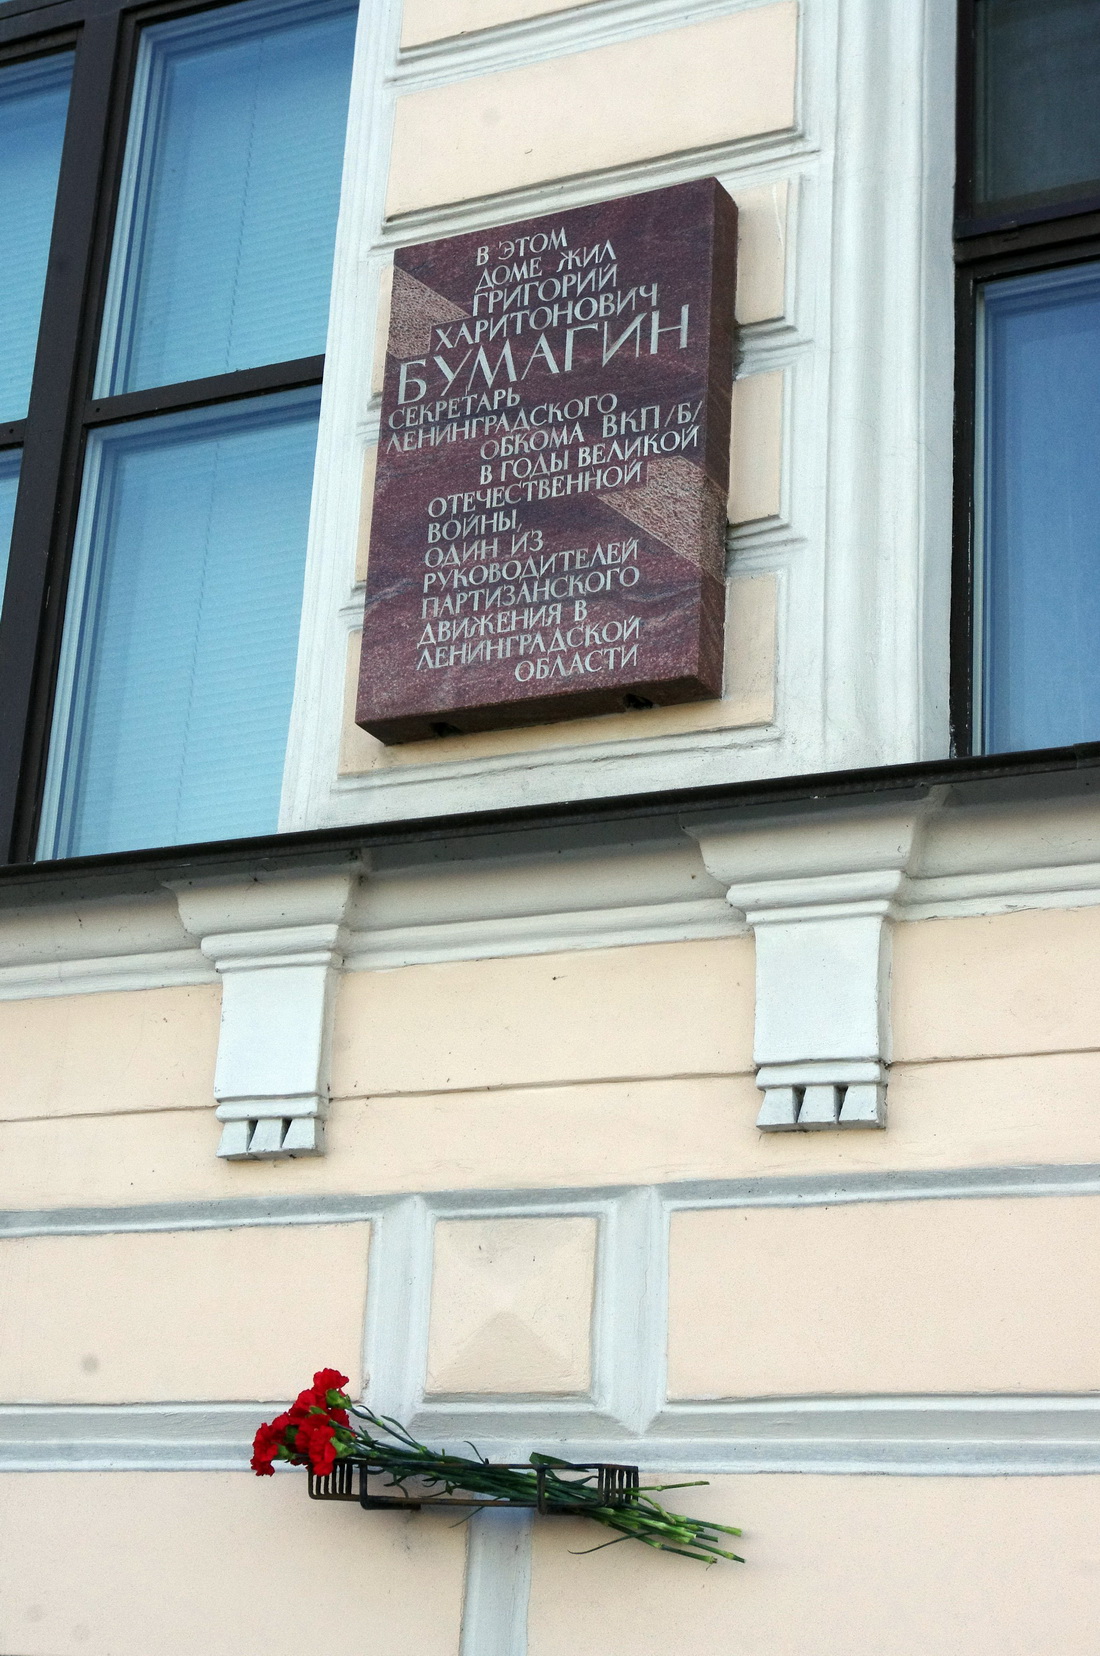 В ЭТОМ
ДОМЕ ЖИЛ
ГРИГОРИЙ
ХАРИТОНОВИЧ
БУМАГИН
СЕКРЕТАРЬ
ЛЕНИНГРАДСКОГО
ОБКОМА ВКП/Б/
В ГОДЫ ВЕЛИКОЙ
ОТЕЧЕСТВЕННОЙ
ВОЙНЫ,
ОДИН ИЗ
РУКОВОДИТЕЛЕЙ
ПАРТИЗАНСКОГО
ДВИЖЕНИЯ В
ЛЕНИНГРАДСКОЙ
ОБЛАСТИ